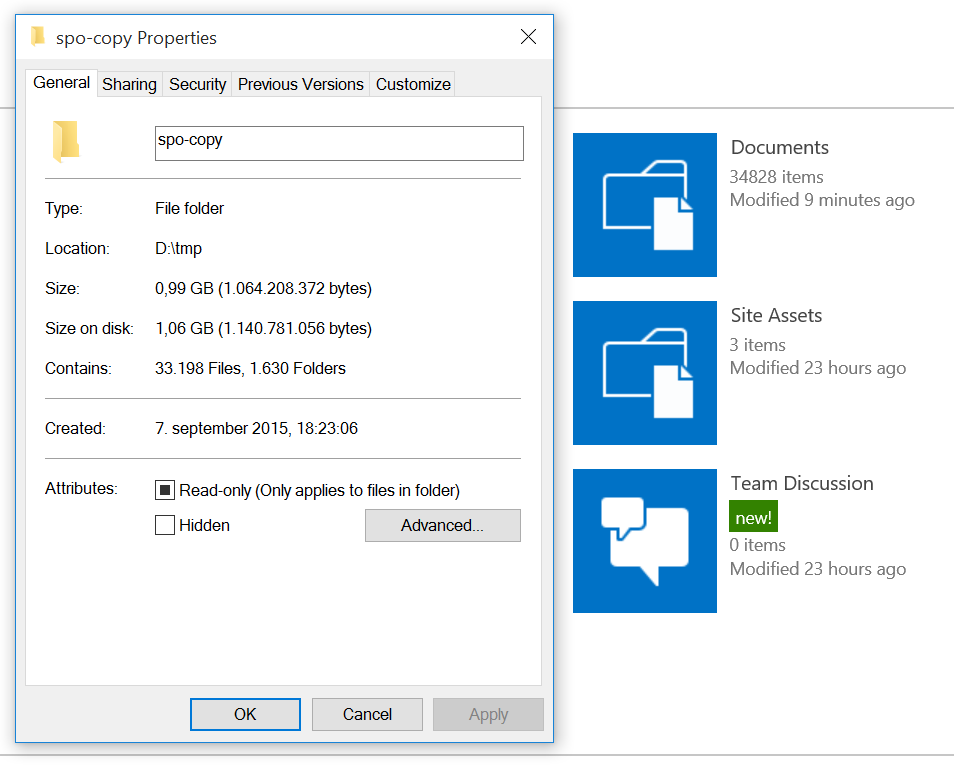 spo-copy Properties
General Sharing Security Previous Versions Customize
spo-copy
Type: File folder
Location: D:\tmp
Size: 0,99 GB (1.064.208.372 bytes)
Size on disk: 1,06 GB (1.140.781.056 bytes)
Contains: 33.198 Files, 1.630 Folders
Created: 7. september 2015, 18:23:06
Attributes: Read-only (Only applies to files in folder)
Hidden Advanced...
OK Cancel Apply
Documents
34828 items
Modified 9 minutes ago
Site Assets
3 items
Modified 23 hours ago
Team Discussion
new!
0 items
Modified 23 hours ago